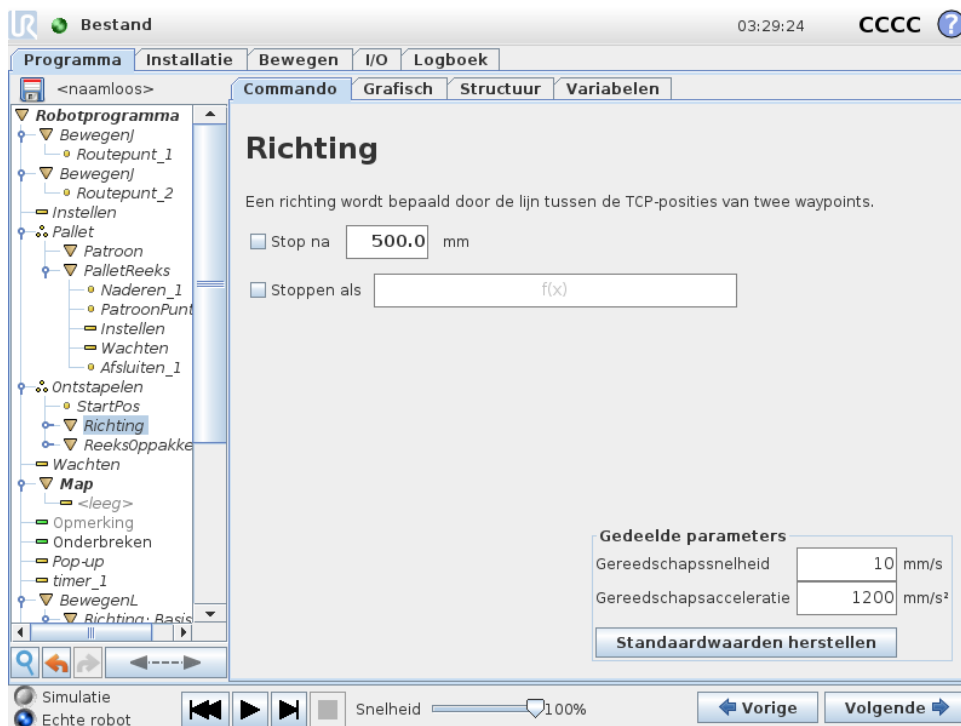 UR Bestand 03:29:24 CCCC ?
Programma Installatie Bewegen I/O Logboek
<naamloos>
Commando Grafisch Structuur Variabelen
Robotprogramma
BewegenJ
Routepunt_1
BewegenJ
Routepunt_2
Instellen
Pallet
Patroon
PalletReeks
Naderen_1
PatroonPunt
Instellen
Wachten
Afsluiten_1
Ontstapelen
StartPos
Richting
ReeksOppakke
Wachten
Map
<leeg>
Opmerking
Onderbreken
Pop-up
timer_1
BewegenL
Richting: Basis
Richting
Een richting wordt bepaald door de lijn tussen de TCP-posities van twee waypoints.
Stop na 500.0 mm
Stoppen als f(x)
Gedeelde parameters
Gereedschapssnelheid 10 mm/s
Gereedschapsacceleratie 1200 mm/s²
Standaardwaarden herstellen
Simulatie
Echte robot
Snelheid 100%
Vorige Volgende